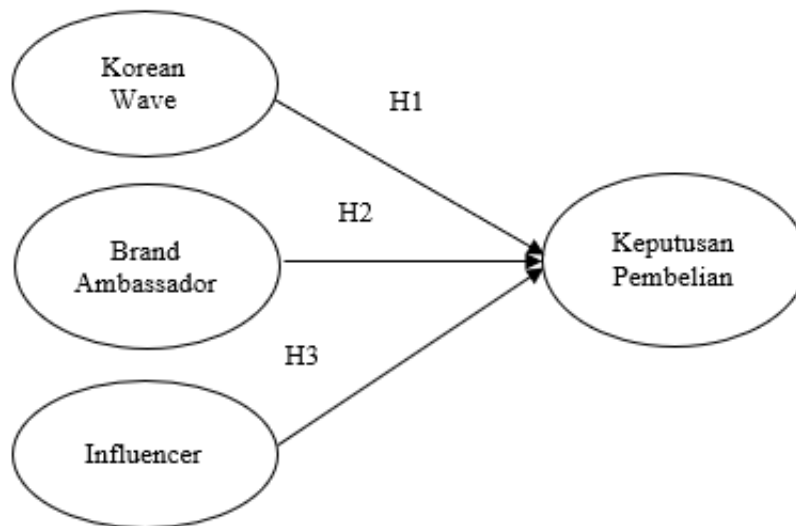 Korean
Wave
H1
H2
Brand
Ambassador
Keputusan
Pembelian
H3
Influencer